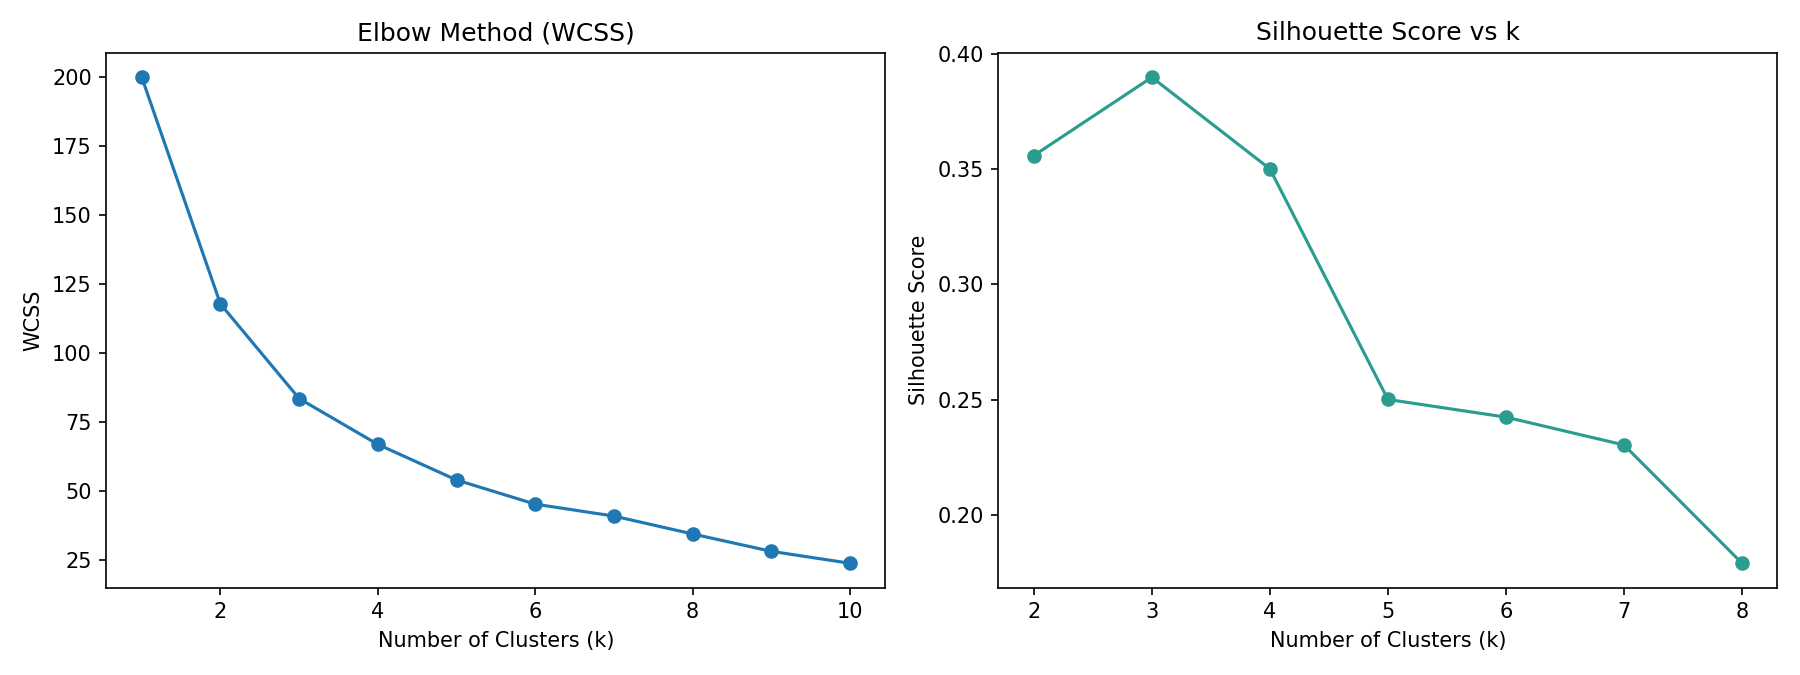 Elbow Method (WCSS)
200
175
150
125
100
75
50
25
WCSS
2 4 6 8 10
Number of Clusters (k)
Silhouette Score vs k
0.40
0.35
0.30
0.25
0.20
Silhouette Score
2 3 4 5 6 7 8
Number of Clusters (k)